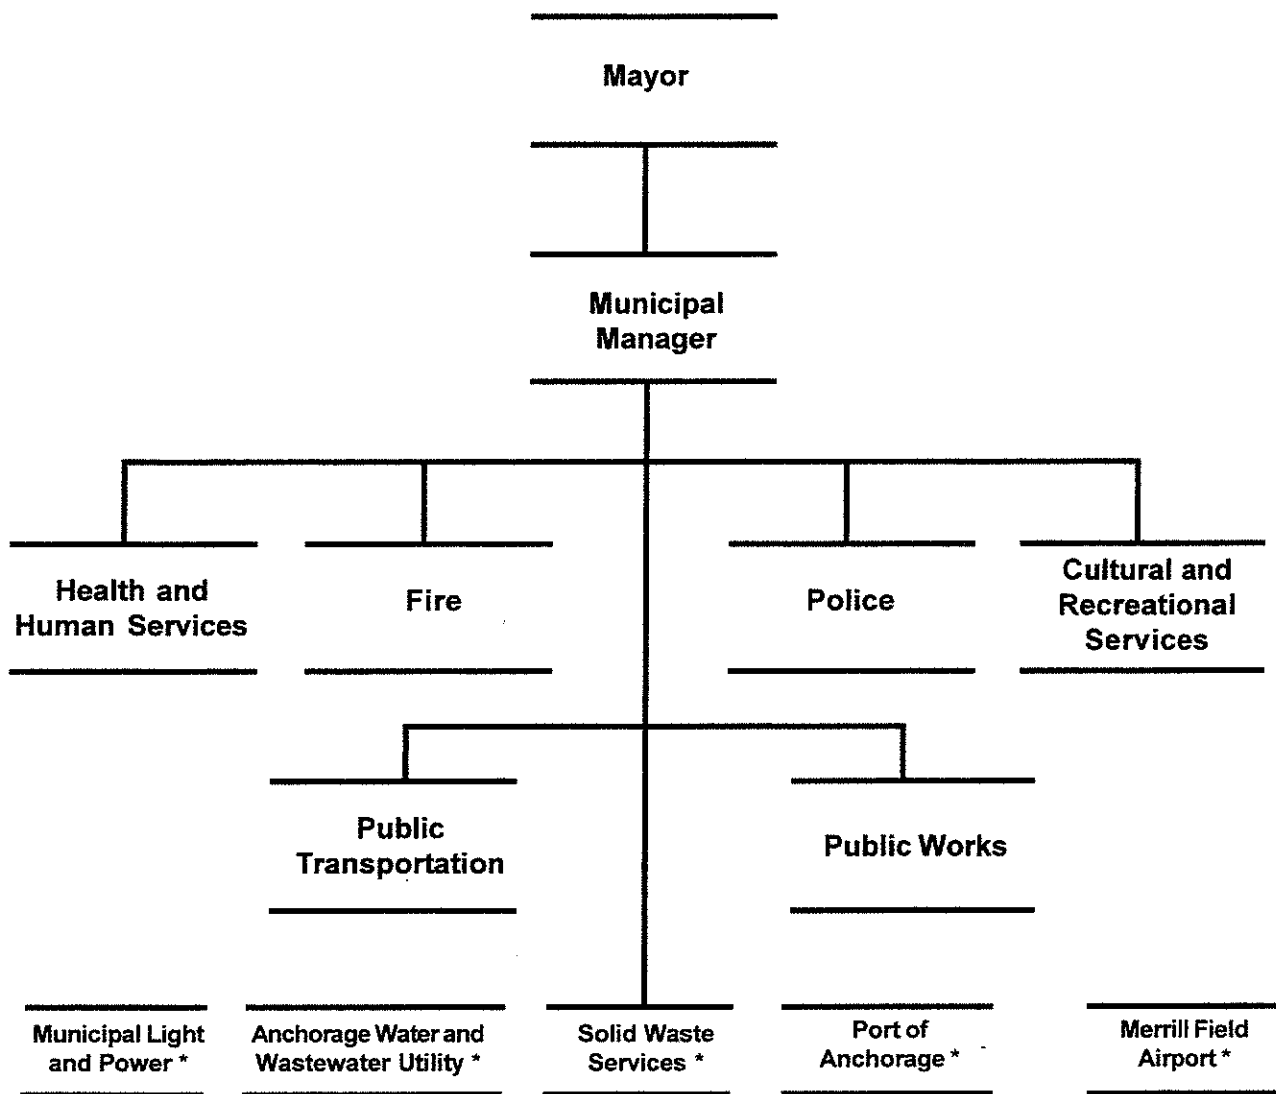 Mayor
Municipal
Manager
Health and
Human Services
Fire
Police
Cultural and
Recreational
Services
Public
Transportation
Public Works
Municipal Light
and Power *
Anchorage Water and
Wastewater Utility *
Solid Waste
Services *
Port of
Anchorage *
Merrill Field
Airport *